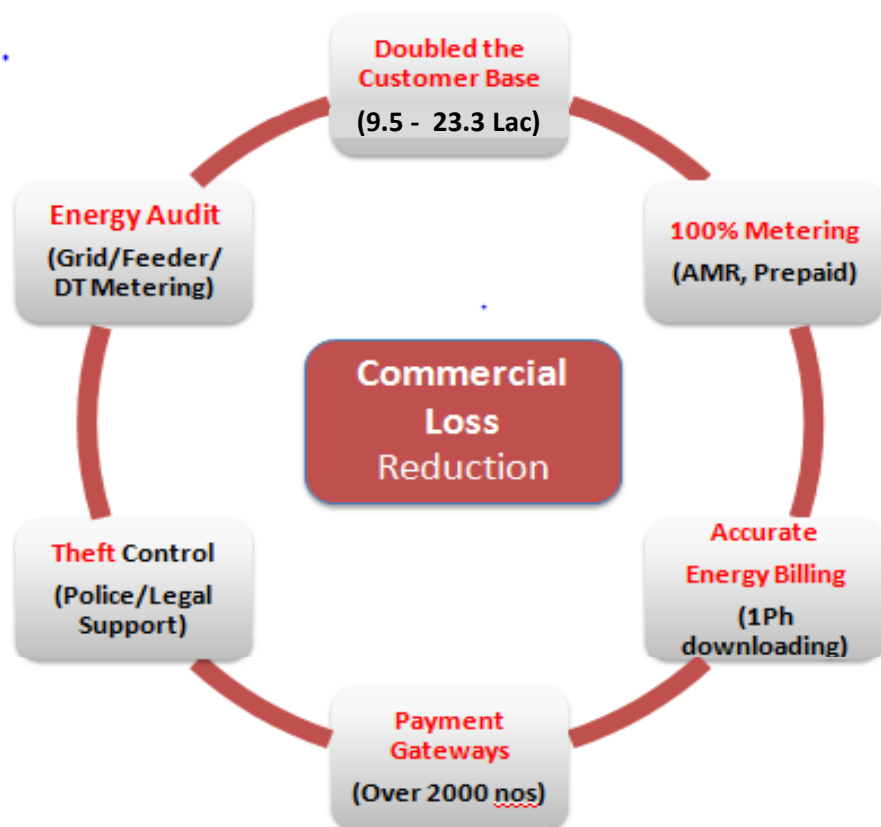 Doubled the
Customer Base
(9.5 - 23.3 Lac)
100% Metering
(AMR, Prepaid)
Accurate
Energy Billing
(1Ph
downloading)
Payment
Gateways
(Over 2000 nos)
Theft Control
(Police/Legal
Support)
Energy Audit
(Grid/Feeder/
DT Metering)
Commercial
Loss
Reduction